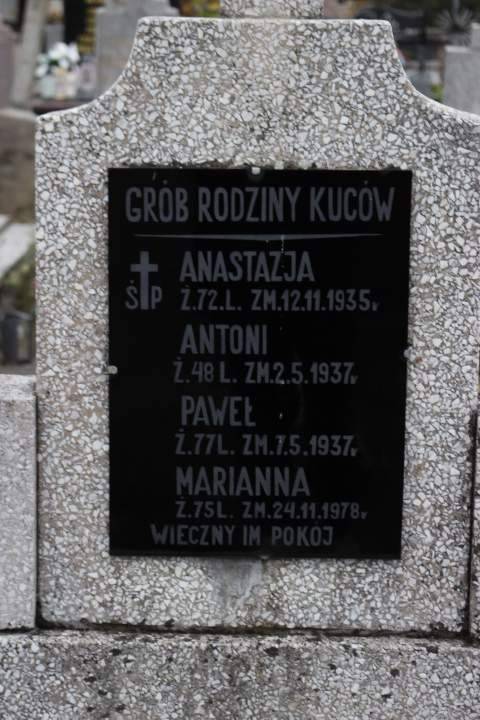 GRÓB RODZINY KUCÓW
ANASTAZJA
ŚP Ż.72.L. ZM.12.11.1935r
ANTONI
Ż.48 L. ZM.2.5.1937r
PAWEŁ
Ż.77L. ZM.7.5.1937r
MARIANNA
Ż.75L. ZM.24.11.1978r
WIECZNY IM POKÓJ